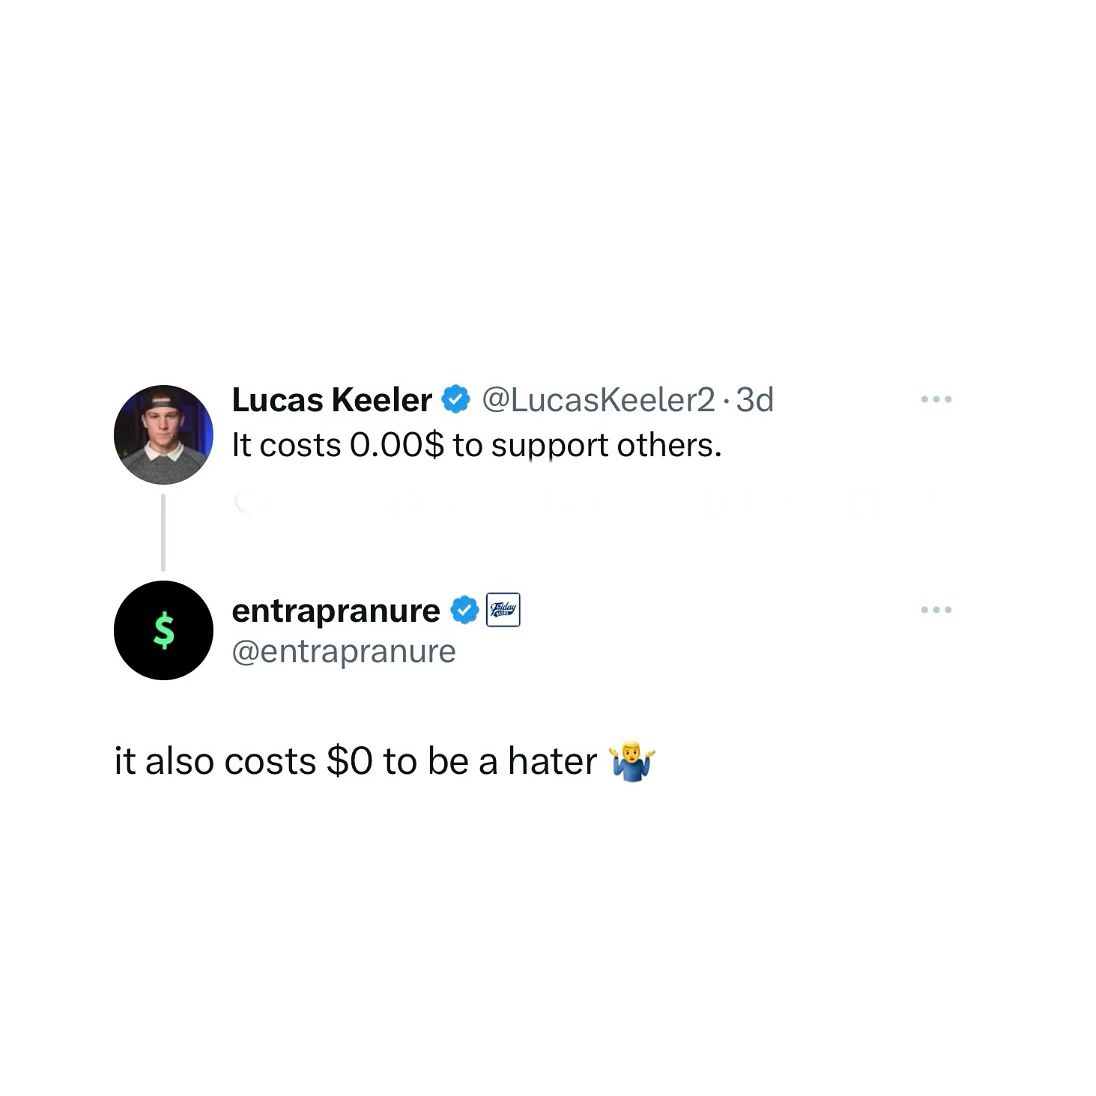 Lucas Keeler @LucasKeeler2 · 3d
It costs 0.00$ to support others.
entrapranure
@entrapranure
it also costs $0 to be a hater 🤷‍♂️